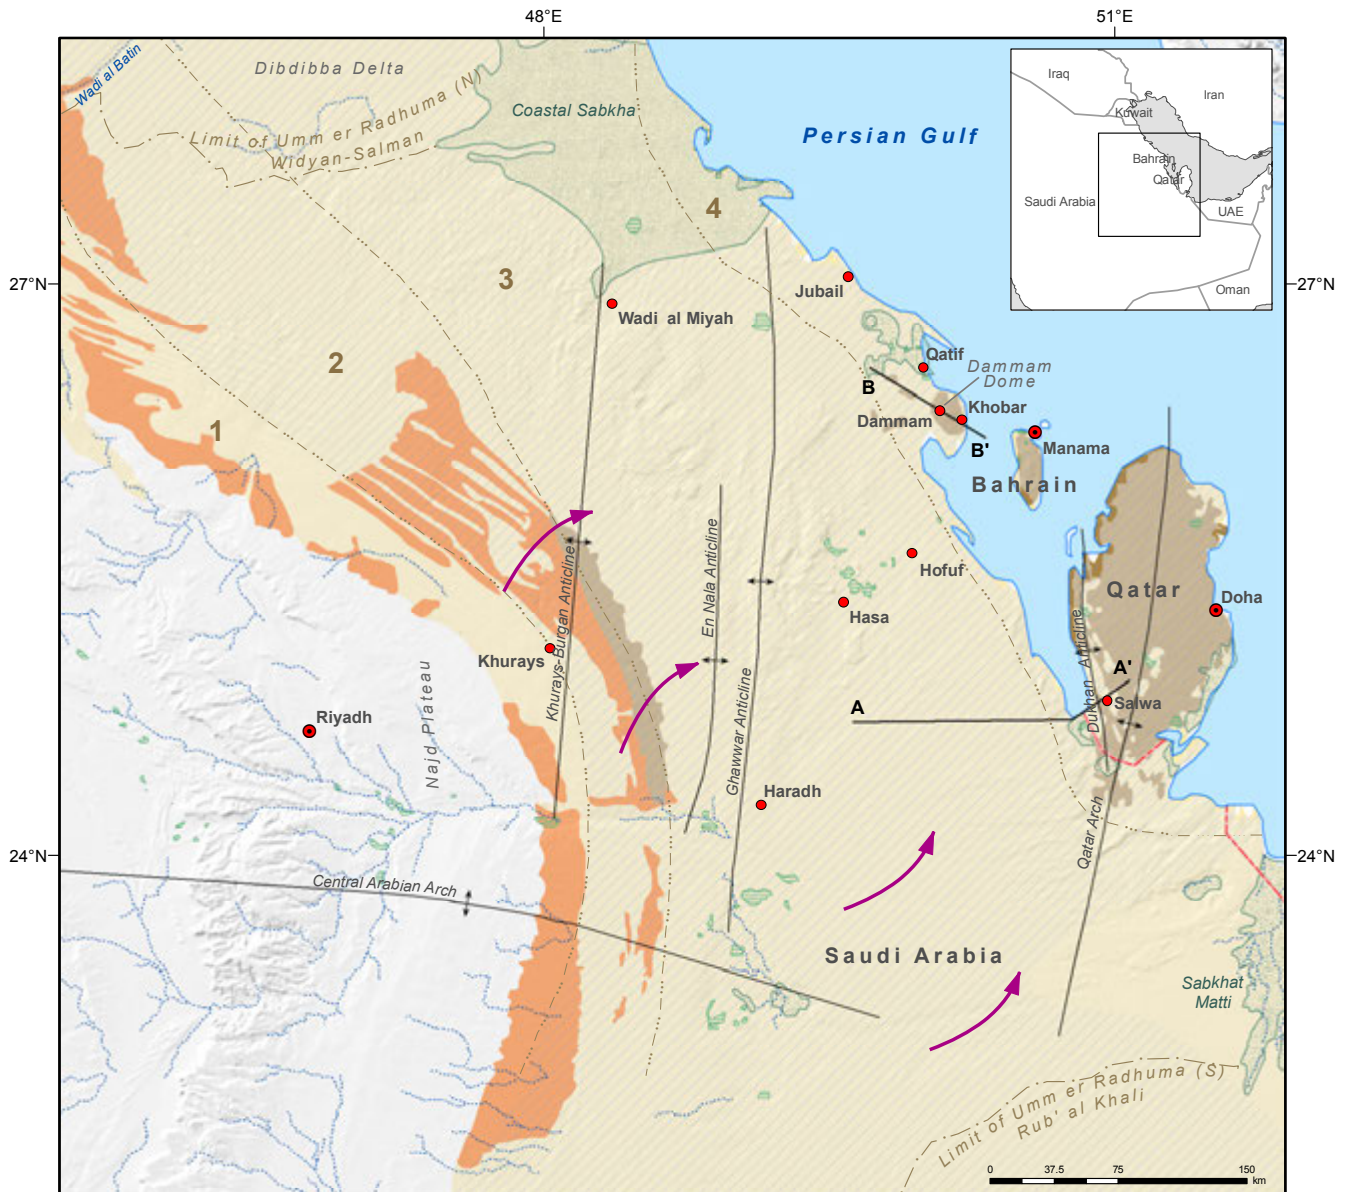 48°E
51°E
Wadi al Batin
Dibdibba Delta
Limit of Umm er Radhuma (N)
Widyan-Salman
Coastal Sabkha
Persian Gulf
Iraq
Iran
Kuwait
Bahrain
Qatar
Saudi Arabia
UAE
Oman
4
3
2
1
27°N
27°N
Jubail
Wadi al Miyah
Qatif
Dammam
Dome
B
Khobar
Dammam
B'
Manama
Bahrain
Hofuf
Hasa
Qatar
Doha
Khurays-Burgan Anticline
En Nala Anticline
Ghawwar Anticline
Dukhan Anticline
Khurays
A'
Salwa
A
Riyadh
Najd Plateau
Haradh
Qatar Arch
24°N
24°N
Central Arabian Arch
Saudi Arabia
Sabkhat
Matti
Limit of Umm er Radhuma (S)
Rub' al Khali
0
37.5
75
150
km